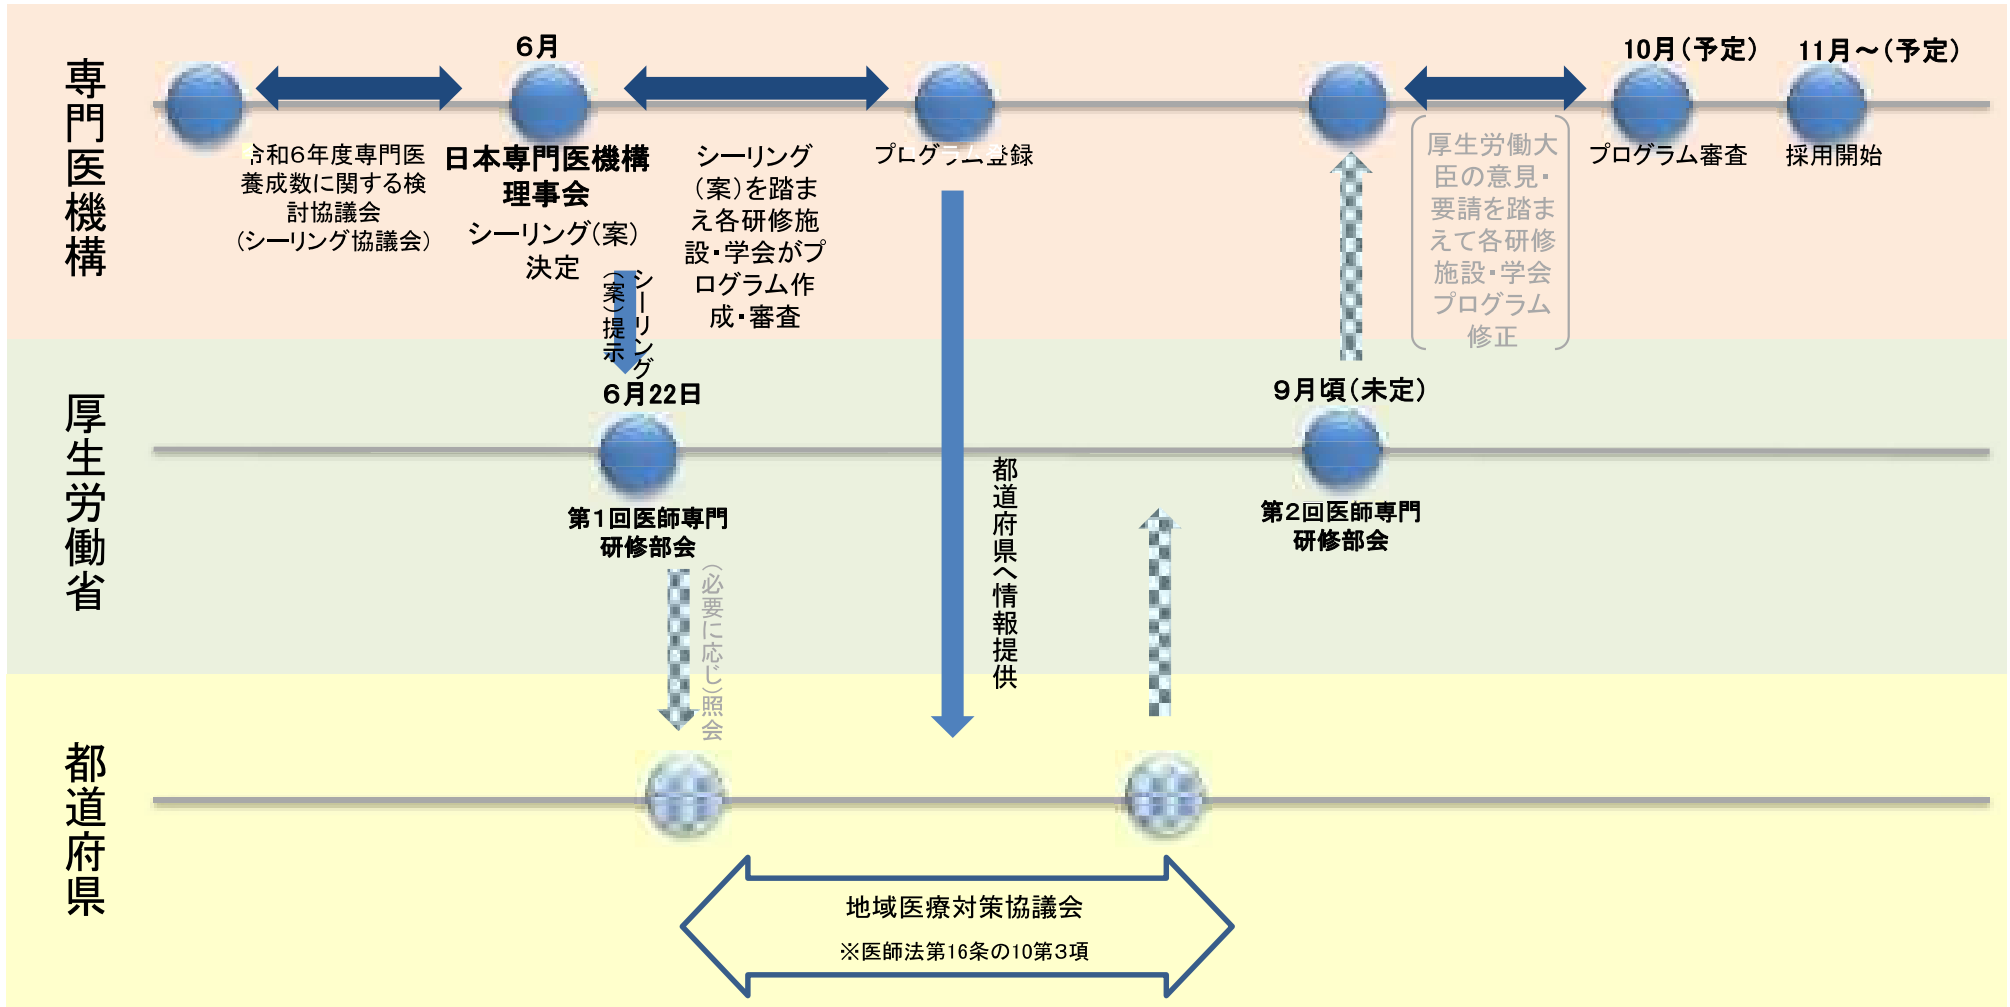 専門医機構
6月
10月(予定)
11月～(予定)
令和6年度専門医
養成数に関する検
討協議会
(シーリング協議会)
日本専門医機構
理事会
シーリング(案)
決定
シーリング
(案)を踏ま
え各研修施
設・学会がプ
ログラム作
成・審査
プログラム登録
厚生労働大
臣の意見・
要請を踏ま
えて各研修
施設・学会
プログラム
修正
プログラム審査
採用開始
シーリング
(案)提示
厚生労働省
6月22日
第1回医師専門
研修部会
9月頃(未定)
第2回医師専門
研修部会
(必要に応じ)照会
都道府県へ情報提供
都道府県
地域医療対策協議会
※医師法第16条の10第3項